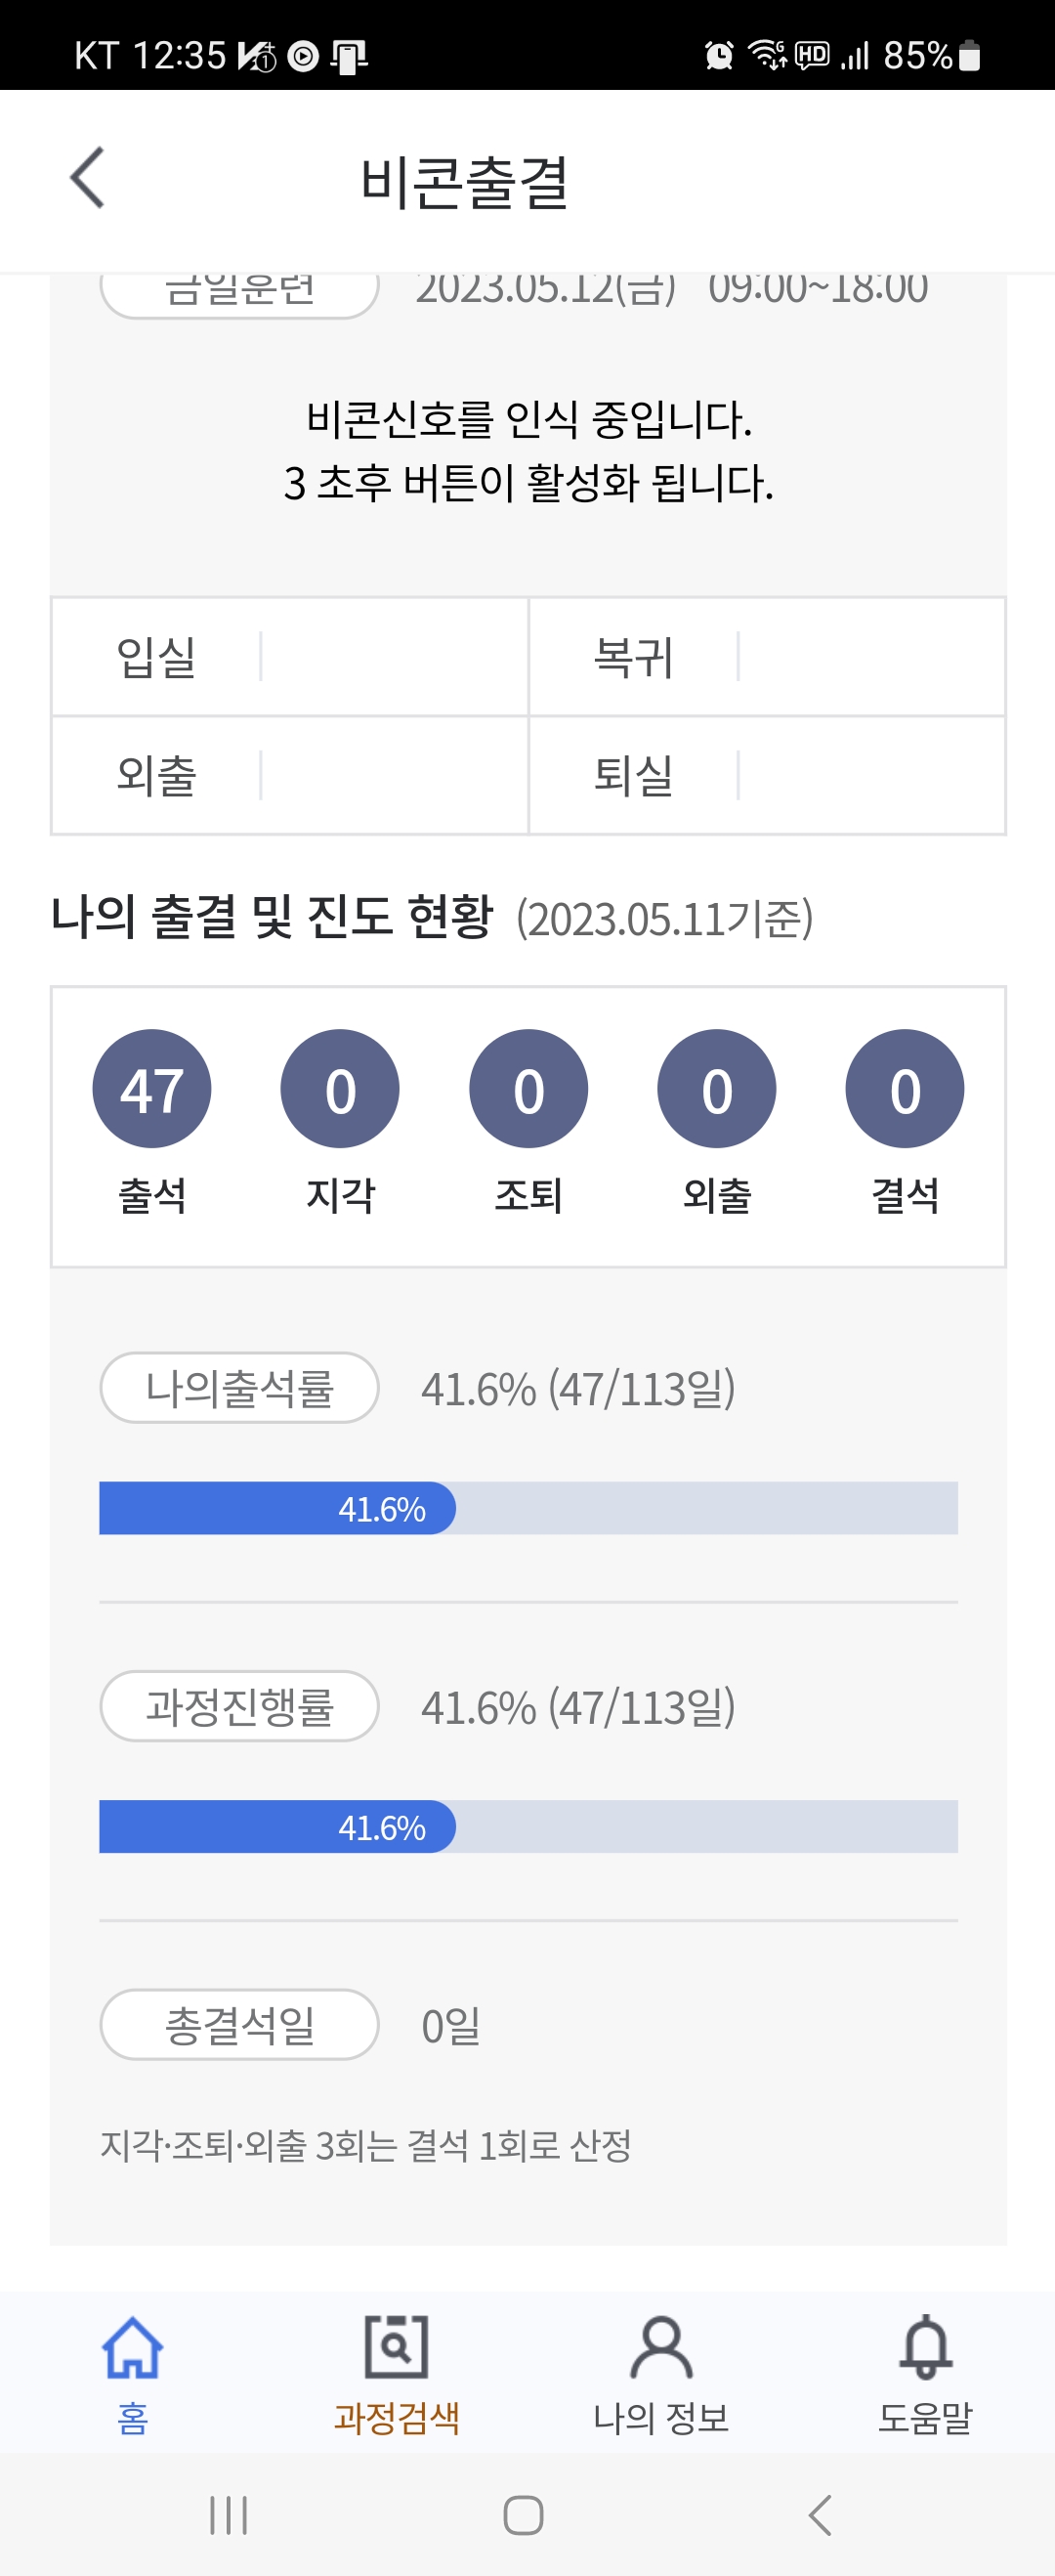 KT 12:35
85%
비콘출결
금일훈련 2023.05.12(금) 09:00~18:00
비콘신호를 인식 중입니다.
3 초후 버튼이 활성화 됩니다.
입실 복귀
외출 퇴실
나의 출결 및 진도 현황 (2023.05.11기준)
47 0 0 0 0
출석 지각 조퇴 외출 결석
나의출석률 41.6% (47/113일)
41.6%
과정진행률 41.6% (47/113일)
41.6%
총결석일 0일
지각·조퇴·외출 3회는 결석 1회로 산정
홈 과정검색 나의 정보 도움말